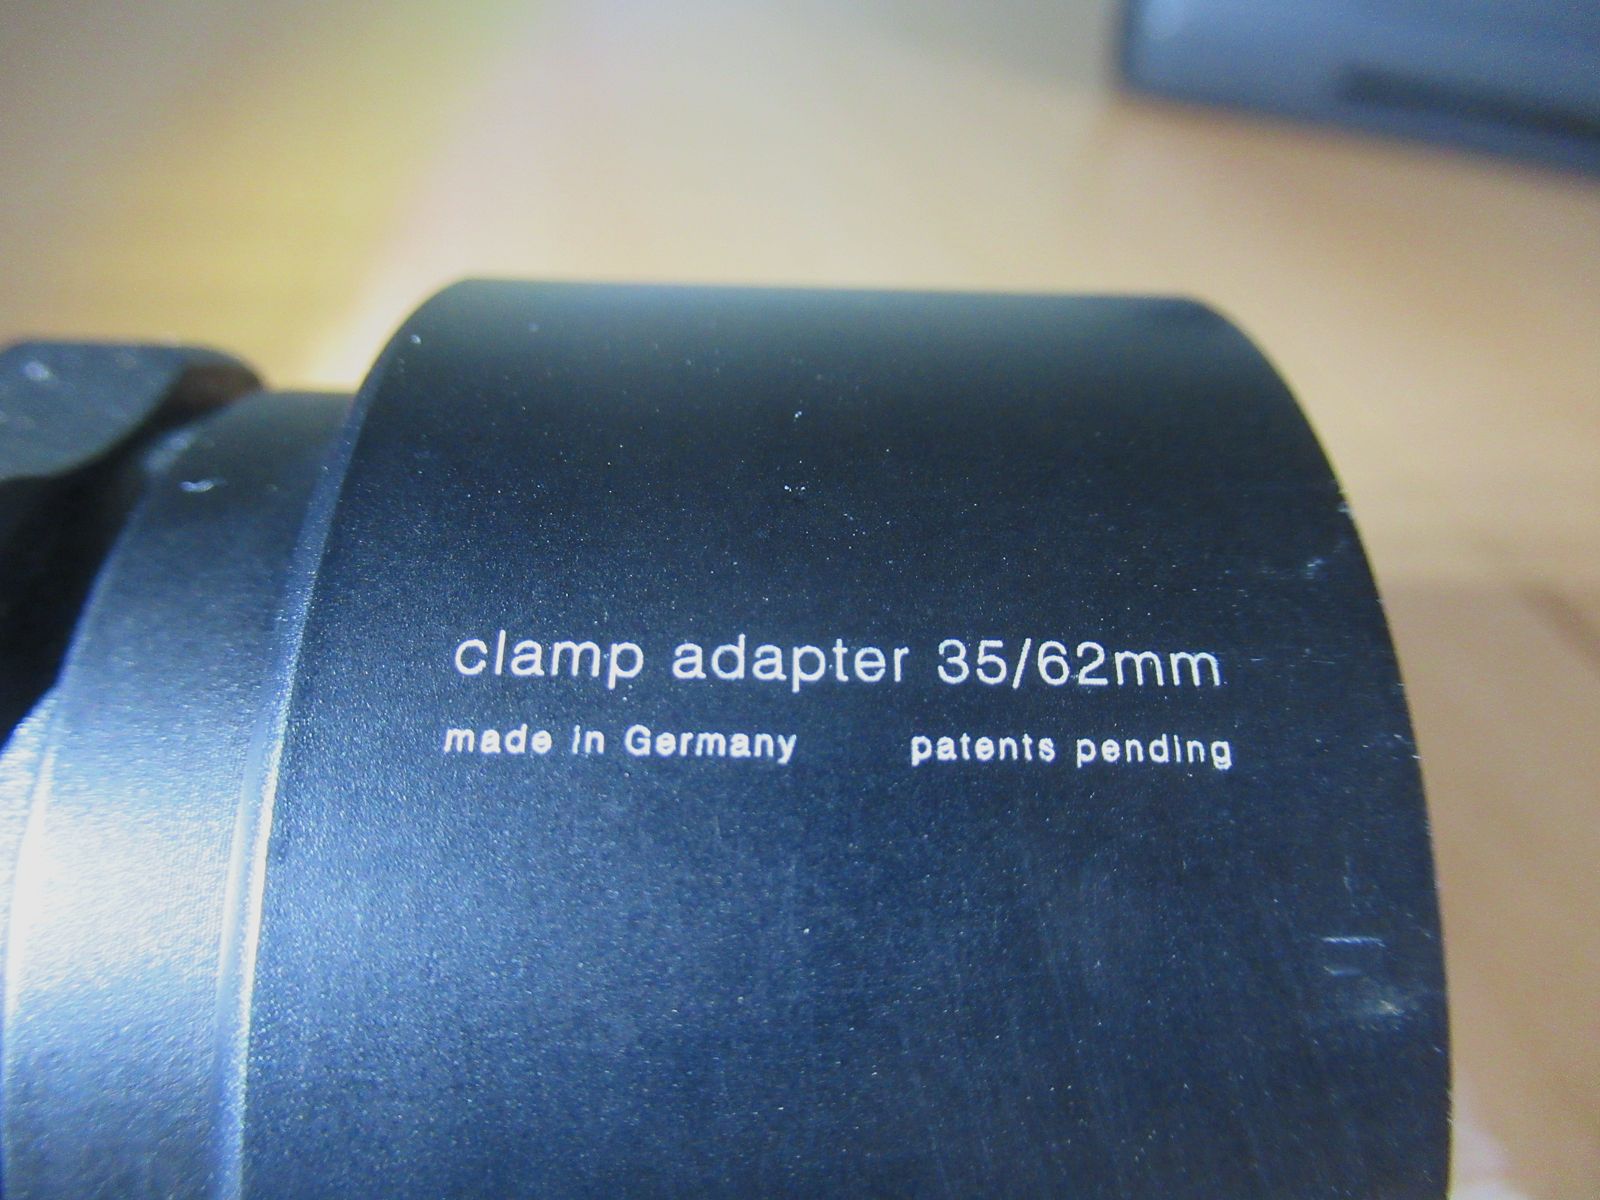 clamp adapter 35/62mm
made in Germany patents pending